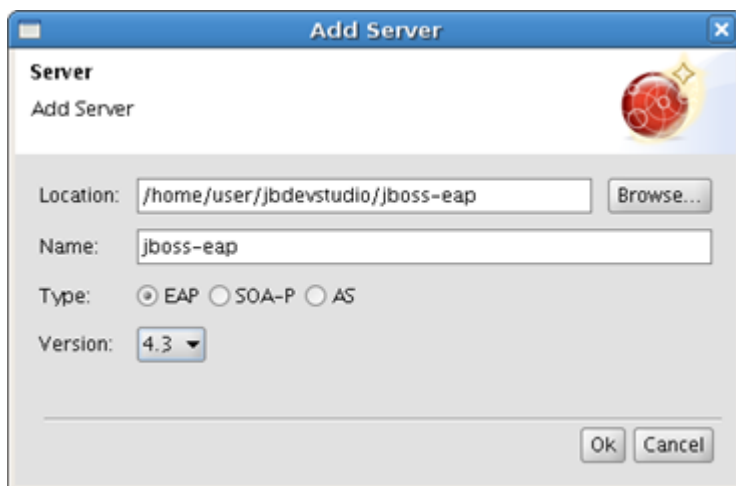 Add Server
Server
Add Server
Location: /home/user/jbdevstudio/jboss-eap Browse...
Name: jboss-eap
Type: EAP SOA-P AS
Version: 4.3
Ok Cancel